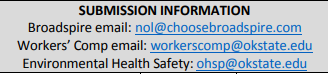 SUBMISSION INFORMATION
Broadspire email: nol@choosebroadspire.com
Workers' Comp email: workerscomp@okstate.edu
Environmental Health Safety: ohsp@okstate.edu